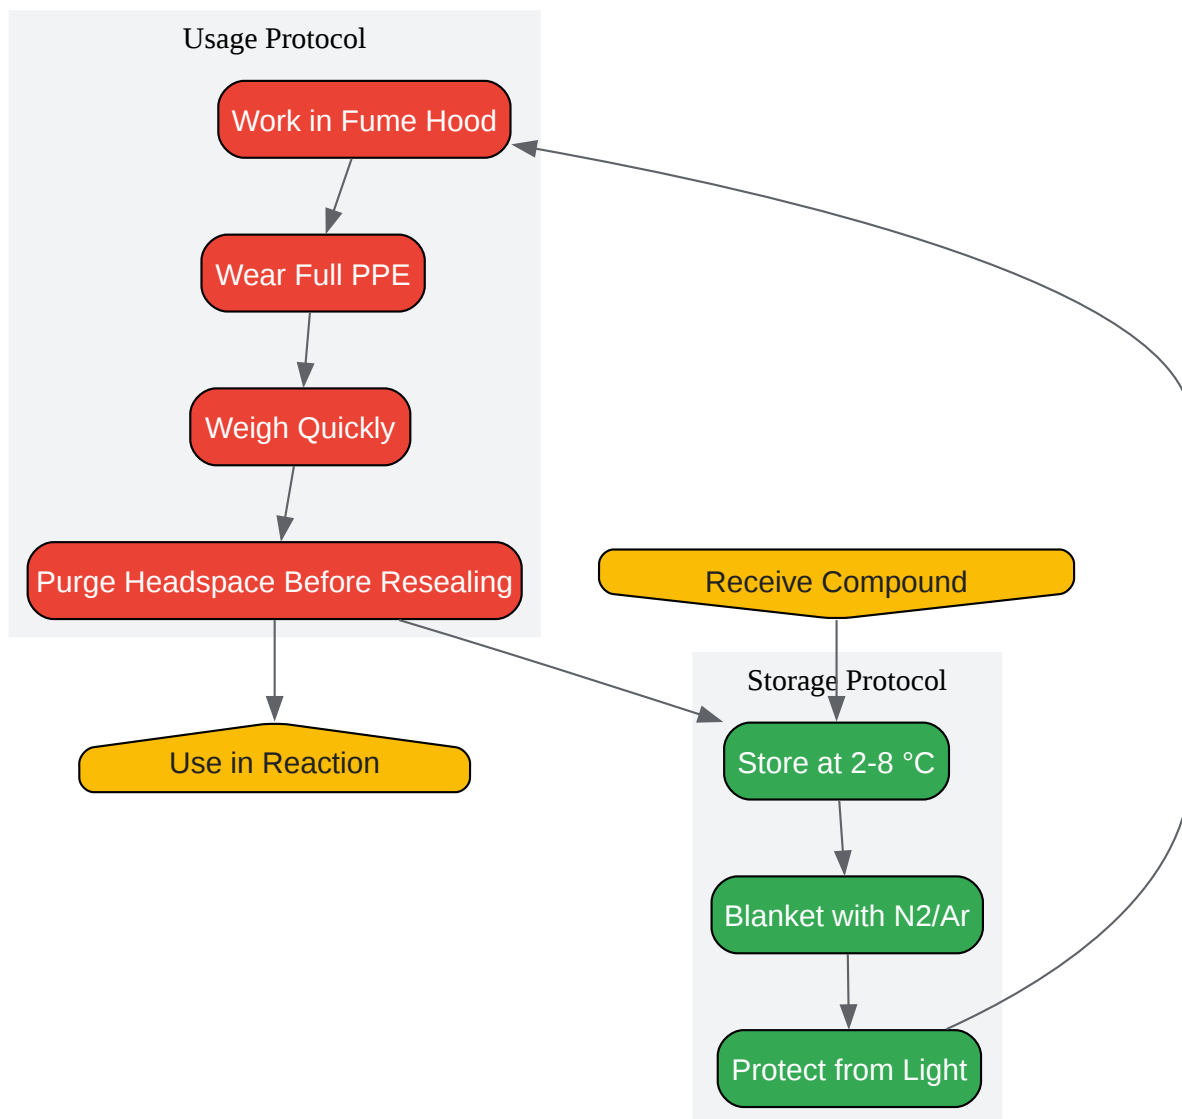 Usage Protocol
Work in Fume Hood
Wear Full PPE
Weigh Quickly
Purge Headspace Before Resealing
Receive Compound
Storage Protocol
Use in Reaction
Store at 2-8 °C
Blanket with N2/Ar
Protect from Light